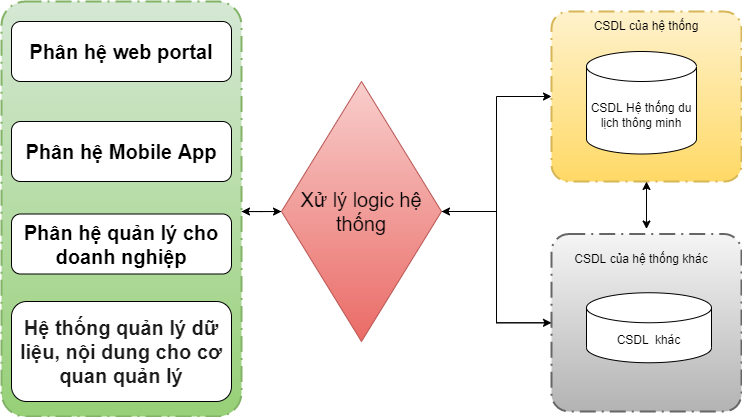 Phân hệ web portal
Phân hệ Mobile App
Phân hệ quản lý cho
doanh nghiệp
Hệ thống quản lý dữ
liệu, nội dung cho cơ
quan quản lý
Xử lý logic hệ
thống
CSDL của hệ thống
CSDL Hệ thống du
lịch thông minh
CSDL của hệ thống khác
CSDL khác